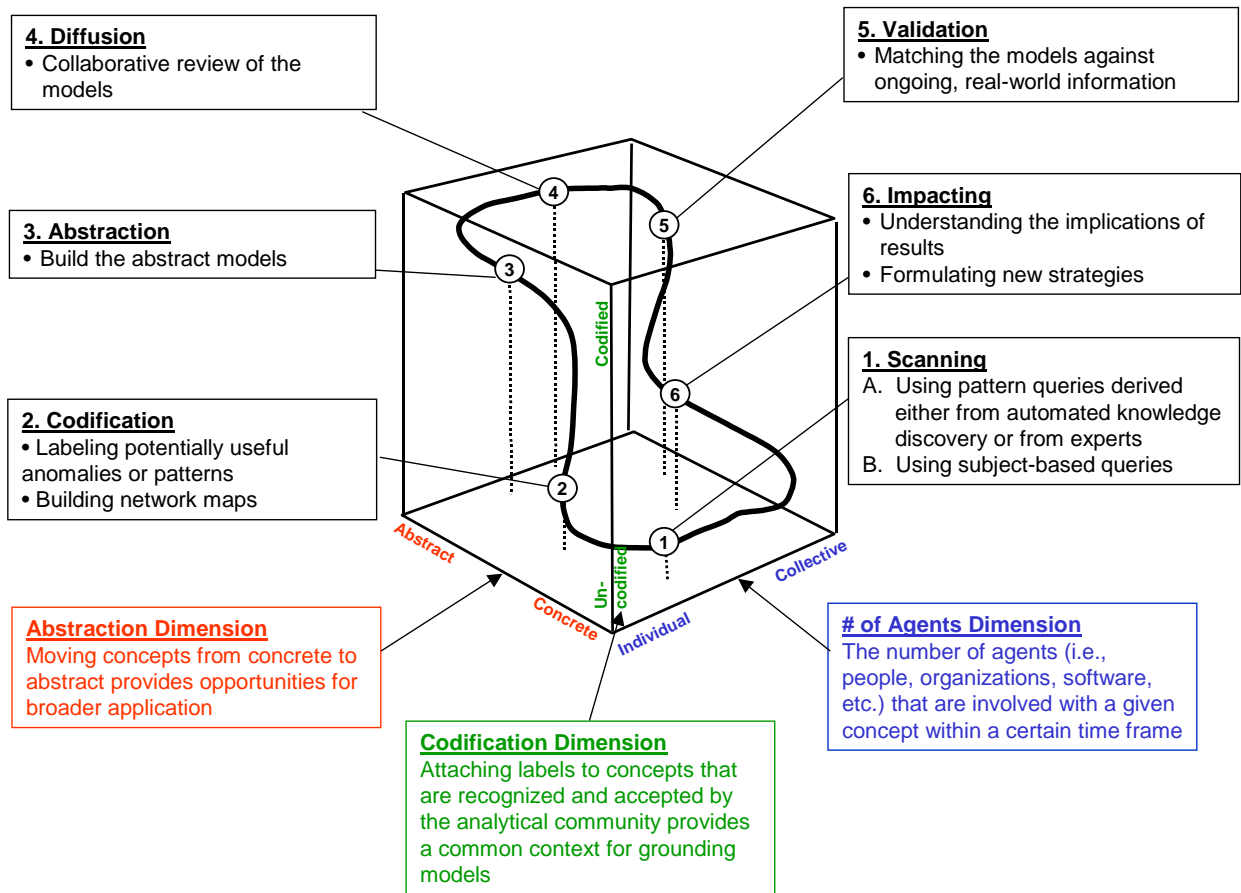 4. Diffusion
• Collaborative review of the
models
5. Validation
• Matching the models against
ongoing, real-world information
3. Abstraction
• Build the abstract models
6. Impacting
• Understanding the implications of
results
• Formulating new strategies
1. Scanning
A. Using pattern queries derived
either from automated knowledge
discovery or from experts
B. Using subject-based queries
2. Codification
• Labeling potentially useful
anomalies or patterns
• Building network maps
4
5
3
6
2
1
Codified
Un-
codified
Abstract
Concrete
Individual
Collective
Abstraction Dimension
Moving concepts from concrete to
abstract provides opportunities for
broader application
# of Agents Dimension
The number of agents (i.e.,
people, organizations, software,
etc.) that are involved with a given
concept within a certain time frame
Codification Dimension
Attaching labels to concepts that
are recognized and accepted by
the analytical community provides
a common context for grounding
models